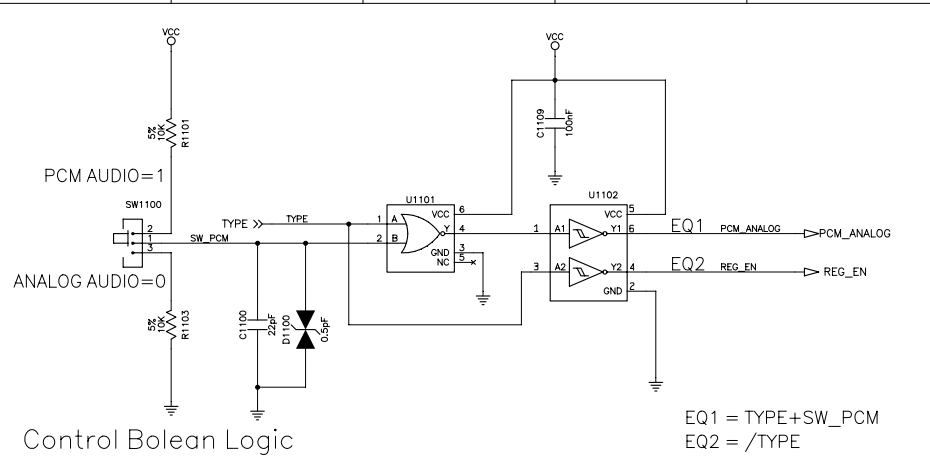 VCC
5%
10K
R1101
PCM AUDIO=1
SW1100
2
1
3
SW_PCM
ANALOG AUDIO=0
5%
10K
R1103
C1100
22pF
D1100
0.5pF
TYPE
TYPE
U1101
1
A
2
B
VCC
6
Y
4
GND
3
NC
5
VCC
C1109
100nF
U1102
VCC
5
1
A1
Y1
6
EQ1
PCM_ANALOG
PCM_ANALOG
3
A2
Y2
4
EQ2
REG_EN
REG_EN
GND
2
EQ1 = TYPE+SW_PCM
EQ2 = /TYPE
Control Bolean Logic